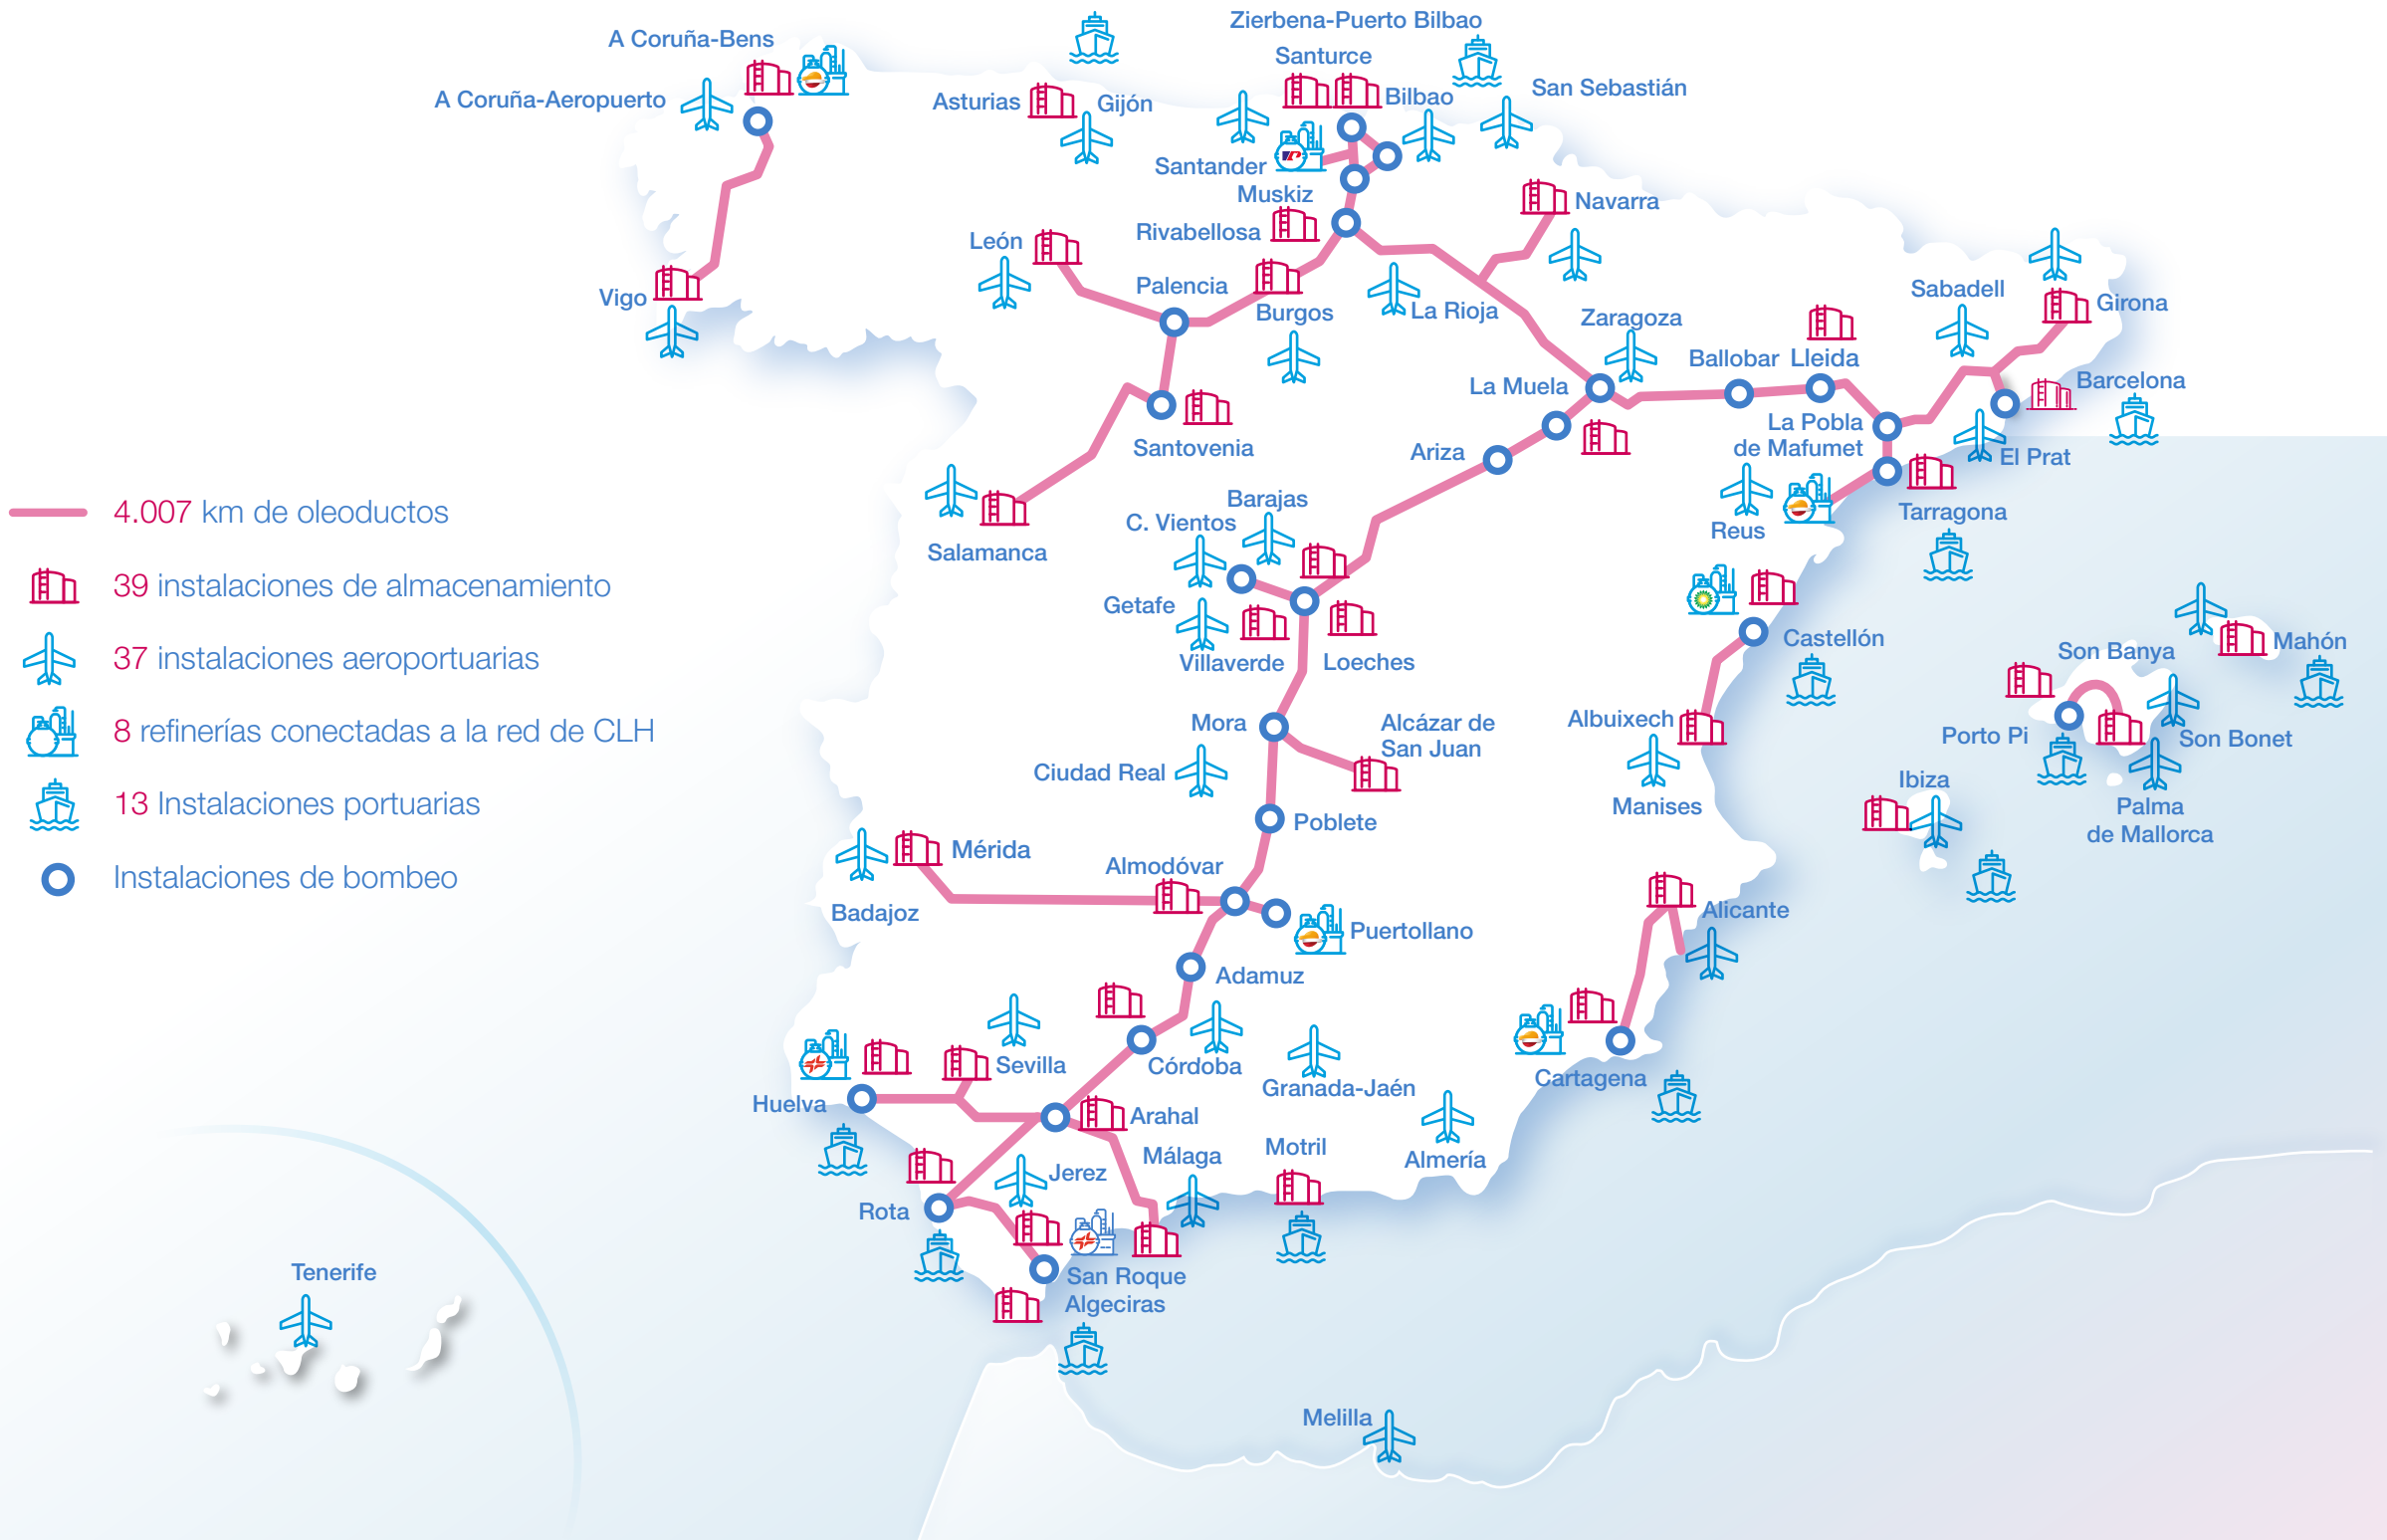 Zierbena-Puerto Bilbao
A Coruña-Bens
Santurce
A Coruña-Aeropuerto
Asturias
Gijón
Bilbao
San Sebastián
Santander
Muskiz
Navarra
Rivabellosa
León
Palencia
Vigo
Burgos
La Rioja
Zaragoza
Sabadell
Girona
Ballobar
Lleida
La Muela
Barcelona
La Pobla
de Mafumet
Santovenia
Ariza
El Prat
Barajas
C. Vientos
4.007 km de oleoductos
Tarragona
Reus
Salamanca
39 instalaciones de almacenamiento
Getafe
Castellón
Mahón
37 instalaciones aeroportuarias
Villaverde
Loeches
Son Banya
Mora
Alcázar de
San Juan
Albuixech
8 refinerías conectadas a la red de CLH
Porto Pi
Son Bonet
Ciudad Real
Ibiza
13 Instalaciones portuarias
Manises
Palma
de Mallorca
Poblete
Mérida
Almodóvar
Instalaciones de bombeo
Badajoz
Alicante
Puertollano
Adamuz
Sevilla
Córdoba
Granada-Jaén
Cartagena
Huelva
Arahal
Málaga
Motril
Almería
Jerez
Rota
Tenerife
San Roque
Algeciras
Melilla